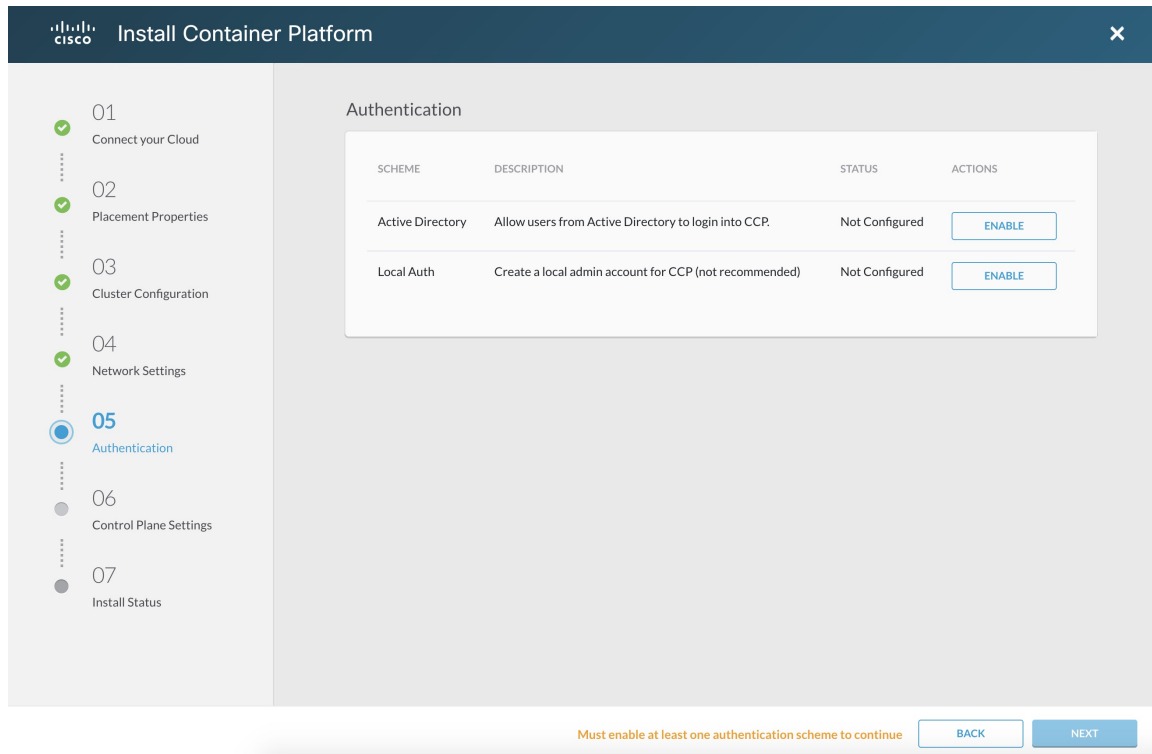 CISCO
Install Container Platform
01
Connect your Cloud
02
Placement Properties
03
Cluster Configuration
04
Network Settings
05
Authentication
06
Control Plane Settings
07
Install Status
Authentication
SCHEME DESCRIPTION STATUS ACTIONS
Active Directory Allow users from Active Directory to login into CCP. Not Configured ENABLE
Local Auth Create a local admin account for CCP (not recommended) Not Configured ENABLE
Must enable at least one authentication scheme to continue BACK NEXT